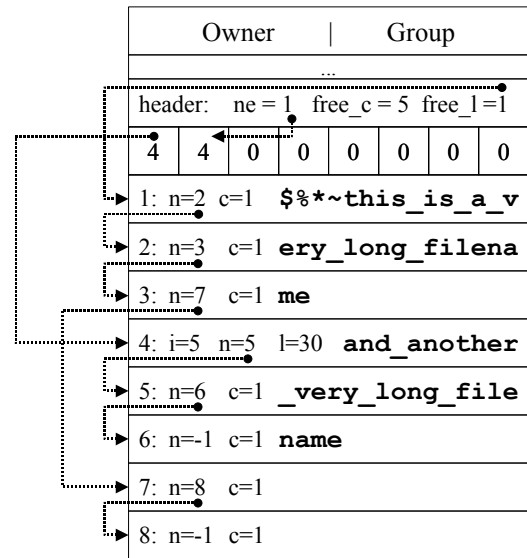 Owner | Group
...
header: ne = 1 free_c = 5 free_l =1
4 4 0 0 0 0 0 0
1: n=2 c=1 $%*~this_is_a_v
2: n=3 c=1 ery_long_filena
3: n=7 c=1 me
4: i=5 n=5 l=30 and_another
5: n=6 c=1 _very_long_file
6: n=-1 c=1 name
7: n=8 c=1
8: n=-1 c=1